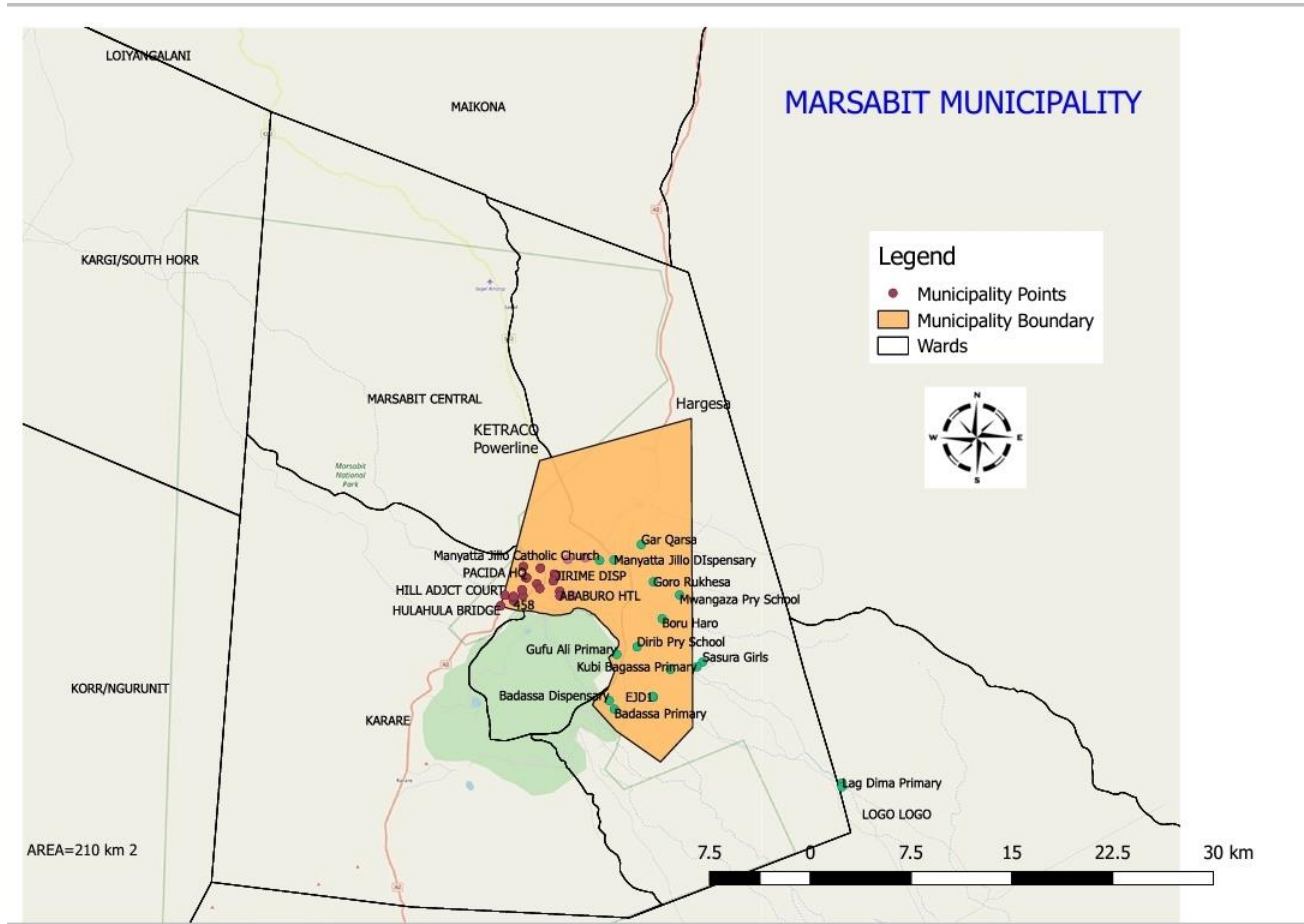 LOIYANGALANI
MAIKONA
MARSABIT MUNICIPALITY
A2
KARGI/SOUTH HORR
Legend
Municipality Points
Municipality Boundary
Wards
N
W
E
S
MARSABIT CENTRAL
Hargesa
KETRACO
Powerline
Marsabit
National
Park
Gar Qarsa
Manyatta Jillo Catholic Church
Manyatta Jillo DIspensary
PACIDA HQ
JIRIME DISP
Goro Rukhesa
HILL ADJCT COURT
ABABURO HTL
Mwangaza Pry School
HULAHULA BRIDGE
458
Boru Haro
Dirib Pry School
Gufu Ali Primary
Sasura Girls
Kubi Bagassa Primary
A2
KORR/NGURUNIT
Badassa Dispensary
EJD1
Badassa Primary
KARARE
Karare
Lag Dima Primary
LOGO LOGO
AREA=210 km 2
7.5
0
7.5
15
22.5
30 km
A2